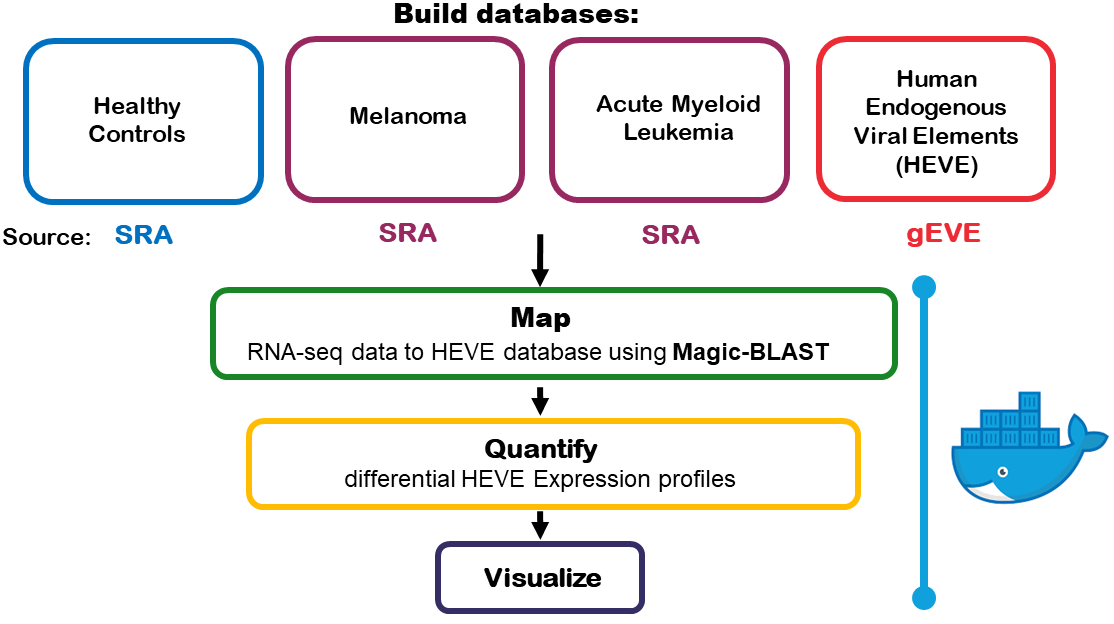 Build databases:
Healthy
Controls
Melanoma
Acute Myeloid
Leukemia
Human
Endogenous
Viral Elements
(HEVE)
Source: SRA SRA SRA gEVE
Map
RNA-seq data to HEVE database using Magic-BLAST
Quantify
differential HEVE Expression profiles
Visualize